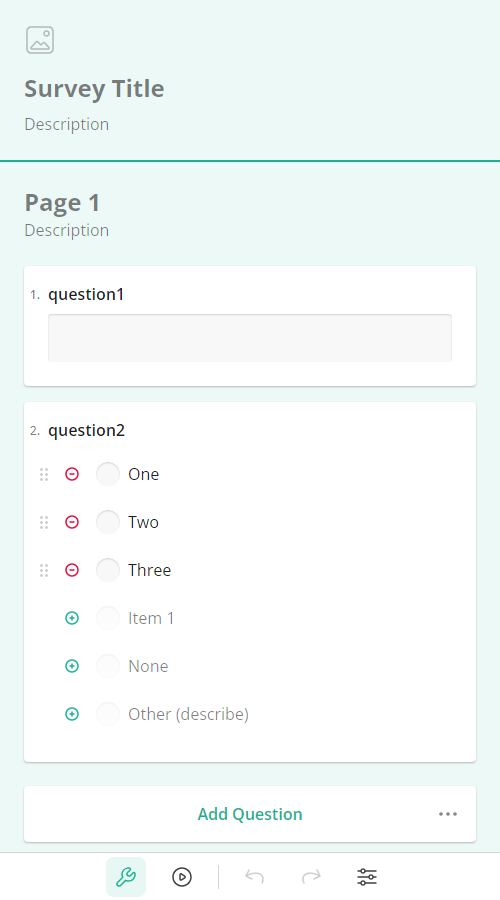 Survey Title
Description
Page 1
Description
1. question1
2. question2
One
Two
Three
Item 1
None
Other (describe)
Add Question